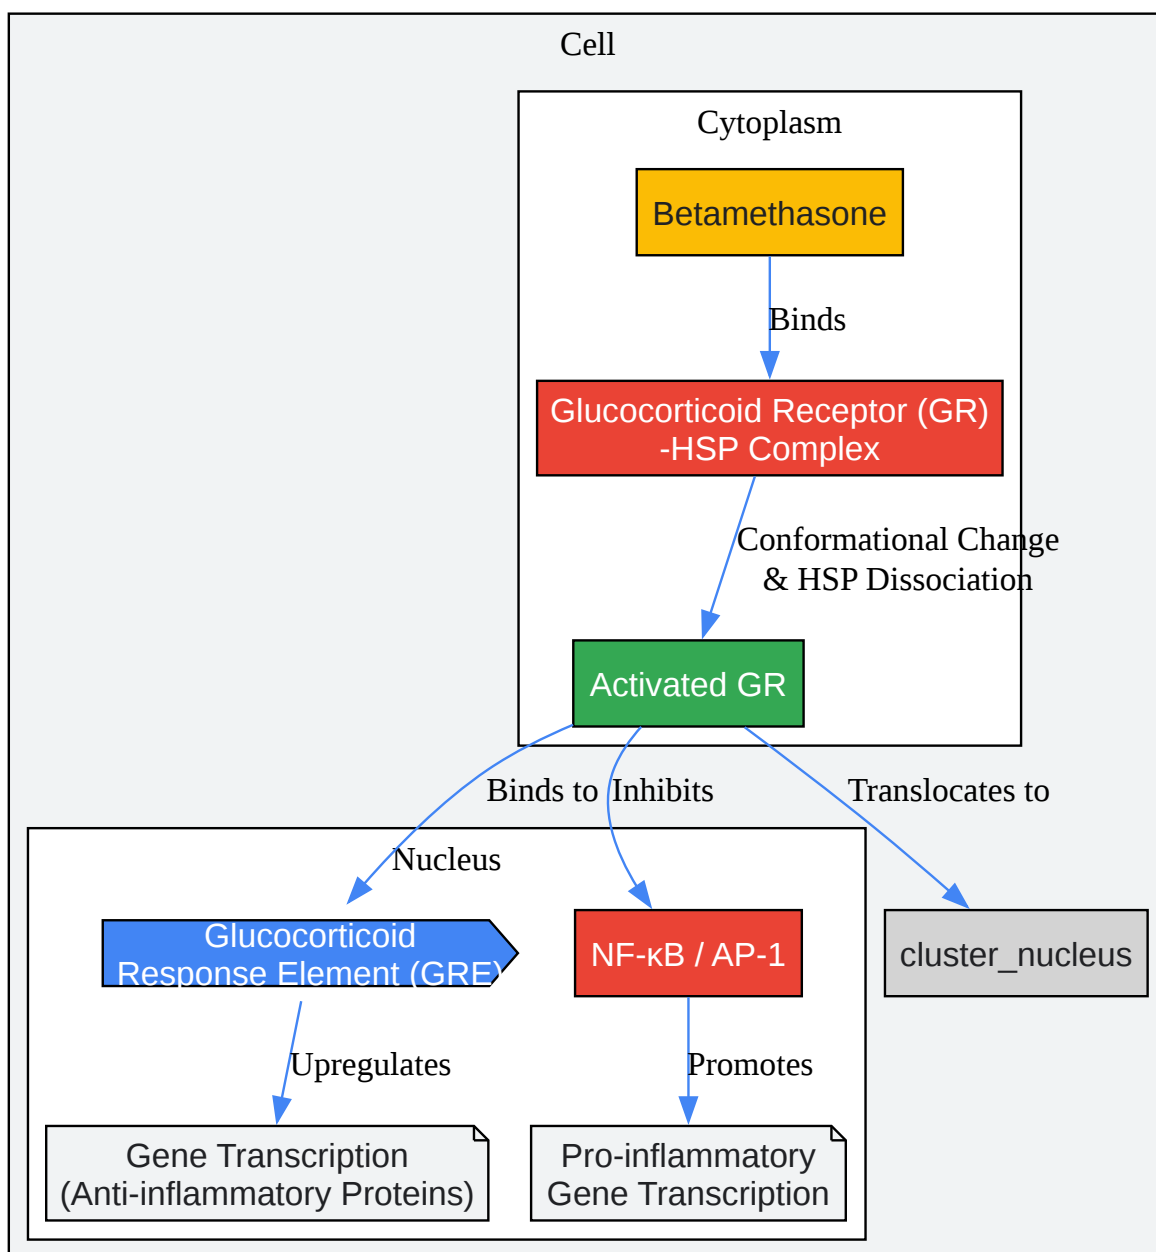 Cell
Cytoplasm
Betamethasone
Binds
Glucocorticoid Receptor (GR)
-HSP Complex
Conformational Change
& HSP Dissociation
Activated GR
Binds to
Inhibits
Translocates to
Nucleus
Glucocorticoid
Response Element (GRE)
NF-κB / AP-1
cluster_nucleus
Upregulates
Promotes
Gene Transcription
(Anti-inflammatory Proteins)
Pro-inflammatory
Gene Transcription